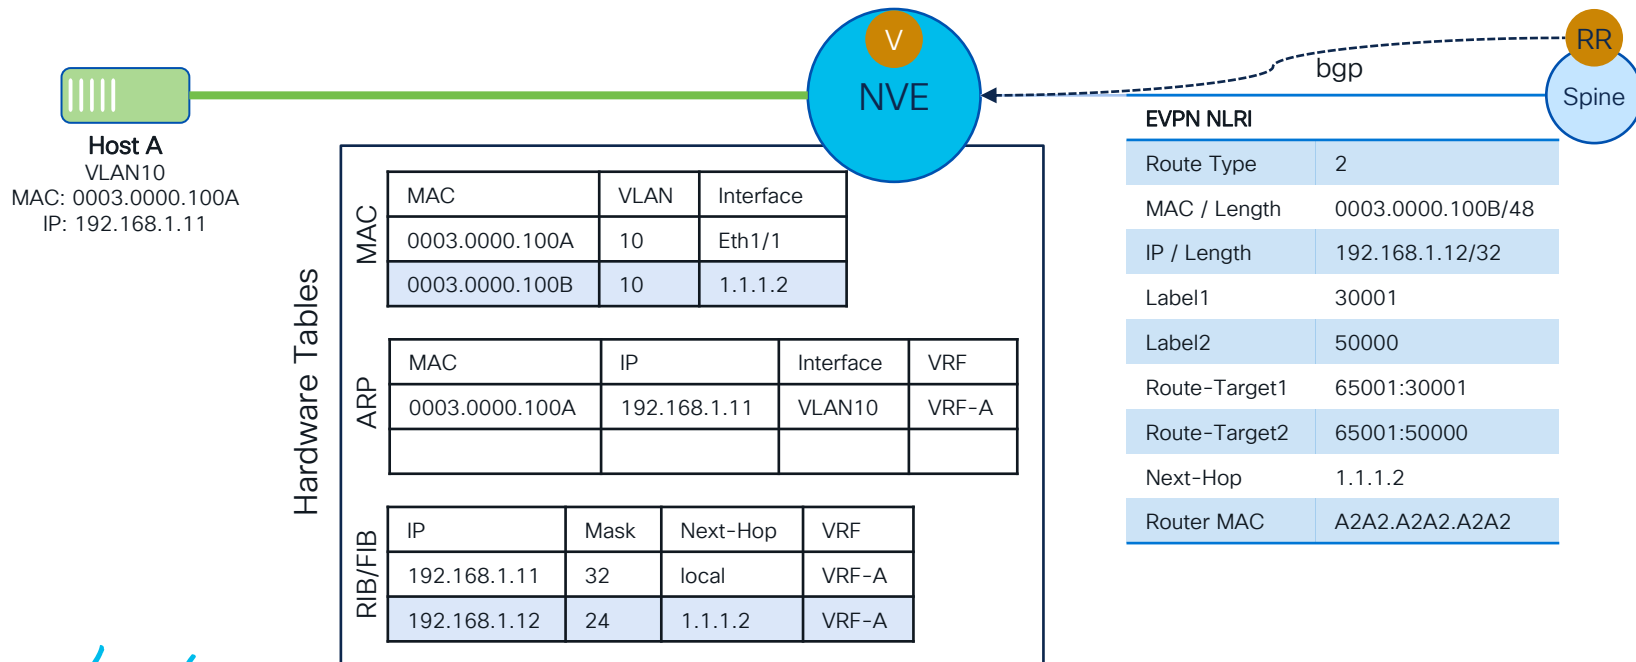 V
NVE
RR
bgp
Spine
Host A
VLAN10
MAC: 0003.0000.100A
IP: 192.168.1.11
Hardware Tables
MAC
MAC VLAN Interface
0003.0000.100A 10 Eth1/1
0003.0000.100B 10 1.1.1.2
ARP
MAC IP Interface VRF
0003.0000.100A 192.168.1.11 VLAN10 VRF-A
RIB/FIB
IP Mask Next-Hop VRF
192.168.1.11 32 local VRF-A
192.168.1.12 24 1.1.1.2 VRF-A
EVPN NLRI
Route Type 2
MAC / Length 0003.0000.100B/48
IP / Length 192.168.1.12/32
Label1 30001
Label2 50000
Route-Target1 65001:30001
Route-Target2 65001:50000
Next-Hop 1.1.1.2
Router MAC A2A2.A2A2.A2A2